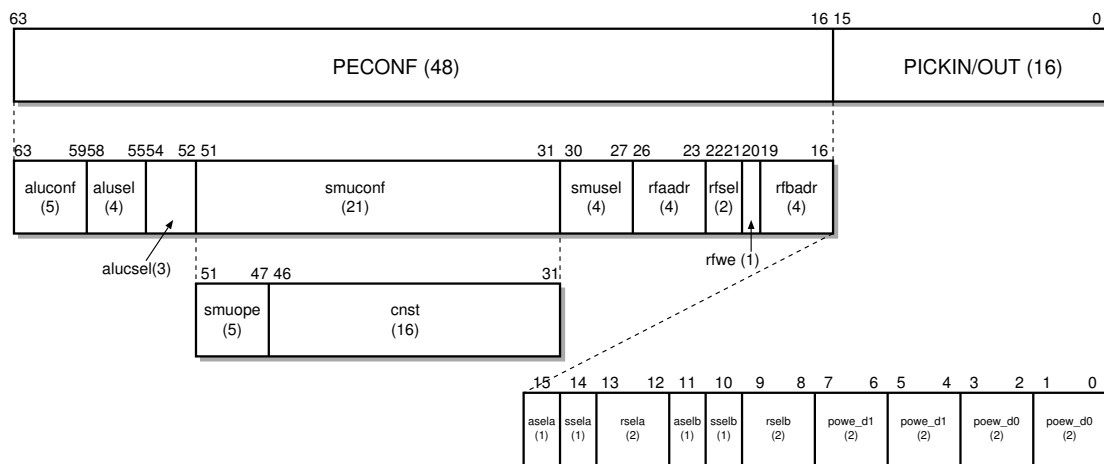 63 16 15 0
PECONF (48) PICKIN/OUT (16)
63 5958 5554 52 51 31 30 27 26 23 2221 20 19 16
aluconf alusel smuconf smusel rfaadr rfsel rfbadr
(5) (4) (21) (4) (4) (2) (4)
alucsel(3) rfwe (1)
51 47 46 31
smuope cnst
(5) (16)
15 14 13 12 11 10 9 8 7 6 5 4 3 2 1 0
asela ssela rsela aselb sselb rselb powe_d1 powe_d1 poew_d0 poew_d0
(1) (1) (2) (1) (1) (2) (2) (2) (2) (2)